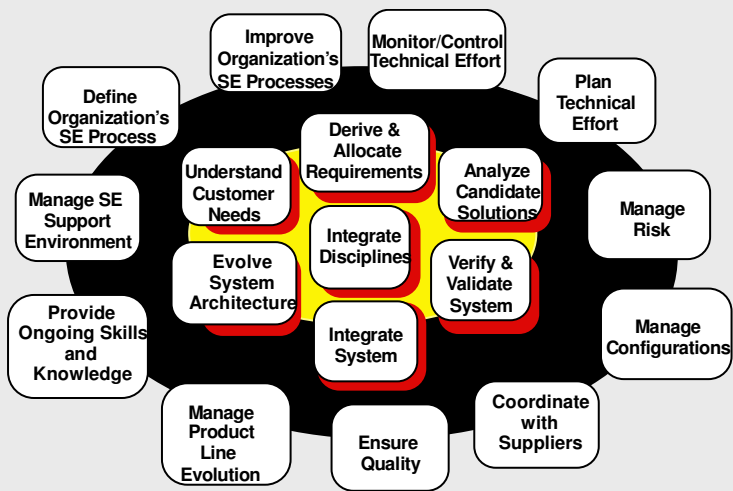 Improve
Organization's
SE Processes
Monitor/Control
Technical Effort
Define
Organization's
SE Process
Plan
Technical
Effort
Derive &
Allocate
Requirements
Understand
Customer
Needs
Analyze
Candidate
Solutions
Manage SE
Support
Environment
Manage
Risk
Integrate
Disciplines
Evolve
System
Architecture
Verify &
Validate
System
Provide
Ongoing Skills
and
Knowledge
Integrate
System
Manage
Configurations
Manage
Product
Line
Evolution
Ensure
Quality
Coordinate
with
Suppliers